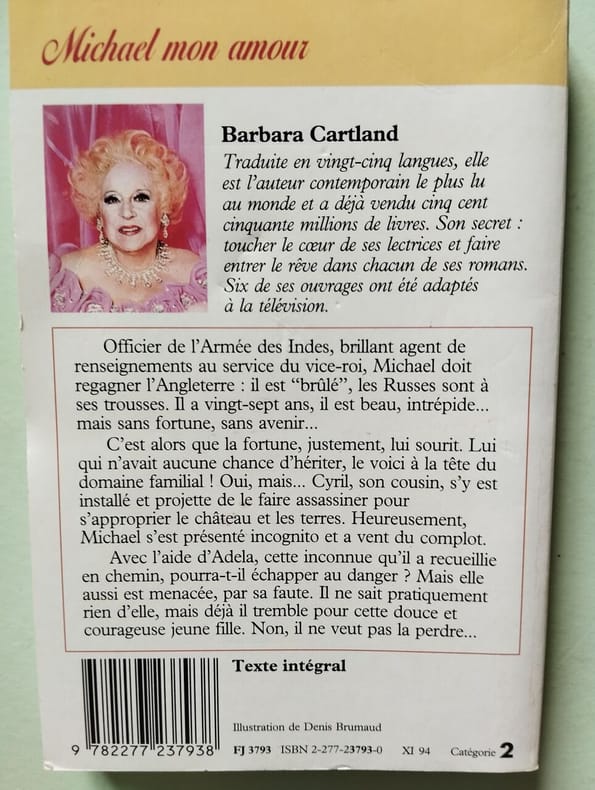 Michael mon amour
Barbara Cartland
Traduite en vingt-cinq langues, elle
est l'auteur contemporain le plus lu
au monde et a déjà vendu cinq cent
cinquante millions de livres. Son secret :
toucher le cœur de ses lectrices et faire
entrer le rêve dans chacun de ses romans.
Six de ses ouvrages ont été adaptés
à la télévision.
Officier de l'Armée des Indes, brillant agent de
renseignements au service du vice-roi, Michael doit
regagner l'Angleterre : il est “brûlé”, les Russes sont à
ses trousses. Il a vingt-sept ans, il est beau, intrépide...
mais sans fortune, sans avenir...
C'est alors que la fortune, justement, lui sourit. Lui
qui n'avait aucune chance d'hériter, le voici à la tête du
domaine familial ! Oui, mais... Cyril, son cousin, s'y est
installé et projette de le faire assassiner pour
s'approprier le château et les terres. Heureusement,
Michael s'est présenté incognito et a vent du complot.
Avec l'aide d'Adela, cette inconnue qu'il a recueillie
en chemin, pourra-t-il échapper au danger ? Mais elle
aussi est menacée, par sa faute. Il ne sait pratiquement
rien d'elle, mais déjà il tremble pour cette douce et
courageuse jeune fille. Non, il ne veut pas la perdre...
Texte intégral
Illustration de Denis Brumaud
9 782277 237938
FJ 3793 ISBN 2-277-23793-0 XI 94 Catégorie 2